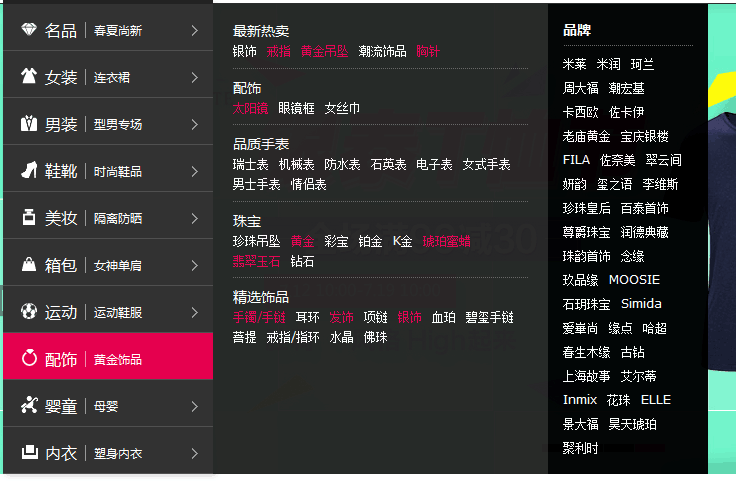 名品 春夏尚新
女装 连衣裙
男装 型男专场
鞋靴 时尚鞋品
美妆 隔离防晒
箱包 女神单肩
运动 运动鞋服
配饰 黄金饰品
婴童 母婴
内衣 塑身内衣
最新热卖
银饰 戒指 黄金吊坠 潮流饰品 胸针
配饰
太阳镜 眼镜框 女丝巾
品质手表
瑞士表 机械表 防水表 石英表 电子表 女式手表
男士手表 情侣表
珠宝
珍珠吊坠 黄金 彩宝 铂金 K金 琥珀蜜蜡
翡翠玉石 钻石
精选饰品
手镯/手链 耳环 发饰 项链 银饰 血珀 碧玺手链
菩提 戒指/指环 水晶 佛珠
品牌
米莱 米润 珂兰
周大福 潮宏基
卡西欧 佐卡伊
老庙黄金 宝庆银楼
FILA 佐奈美 翠云间
妍韵 玺之语 李维斯
珍珠皇后 百泰首饰
尊爵珠宝 润德典藏
珠韵首饰 念缘
玖品缘 MOOSIE
石玥珠宝 Simida
爱崋尚 缘点 哈超
春生木缘 古钻
上海故事 艾尔蒂
Inmix 花珠 ELLE
景大福 昊天琥珀
聚利时